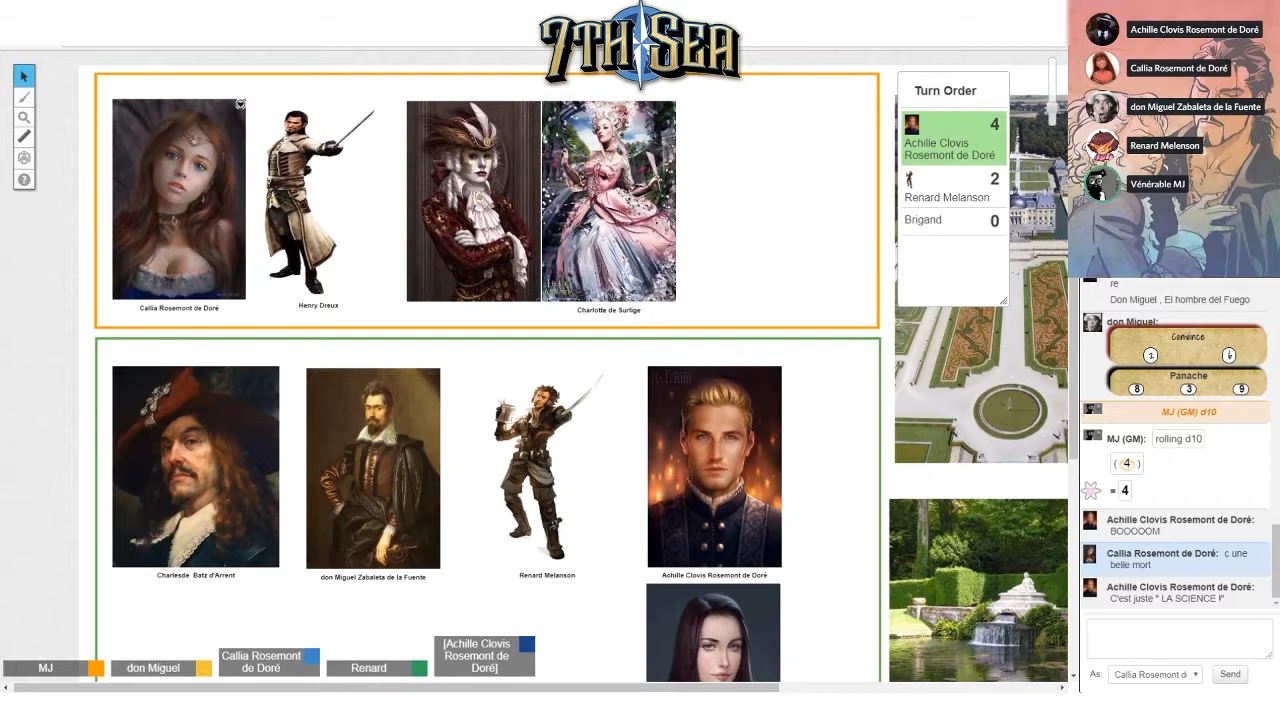 7TH SEA
Callia Rosemont de Doré
Henry Dreux
Charlotte de Surlige
Charlesde Batz d'Arrent
don Miguel Zabaleta de la Fuente
Renard Melanson
Achille Clovis Rosemont de Doré
MJ
don Miguel
Callia Rosemont
de Doré
Renard
[Achille Clovis
Rosemont de
Doré]
Turn Order
4
Achille Clovis
Rosemont de Doré
2
Renard Melanson
Brigand
0
Achille Clovis Rosemont de Doré
Callia Rosemont de Doré
don Miguel Zabaleta de la Fuente
Renard Melenson
Vénérable MJ
re
Don Miguel , El hombre del Fuego
don Miguel:
Convince
2 6
Panache
8 3 9
MJ (GM) d10
MJ (GM): rolling d10
(4)
= 4
Achille Clovis Rosemont de Doré:
BOOOOOM
Callia Rosemont de Doré: c une
belle mort
Achille Clovis Rosemont de Doré:
C'est juste " LA SCIENCE !"
As: Callia Rosemont d
Send